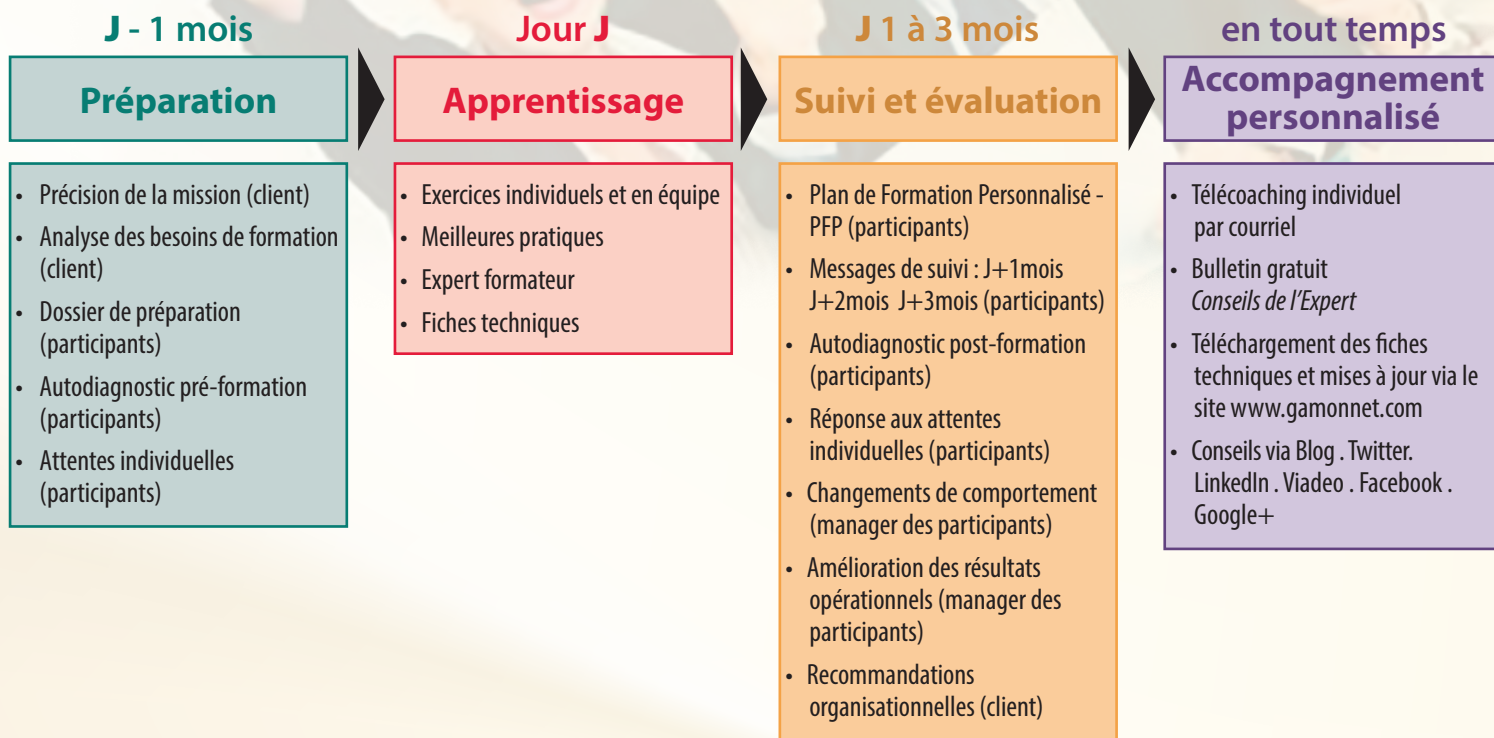 J - 1 mois
Préparation
• Précision de la mission (client)
• Analyse des besoins de formation
(client)
• Dossier de préparation
(participants)
• Autodiagnostic pré-formation
(participants)
• Attentes individuelles
(participants)
Jour J
Apprentissage
• Exercices individuels et en équipe
• Meilleures pratiques
• Expert formateur
• Fiches techniques
J 1 à 3 mois
Suivi et évaluation
• Plan de Formation Personnalisé -
PFP (participants)
• Messages de suivi : J+1mois
J+2mois J+3mois (participants)
• Autodiagnostic post-formation
(participants)
• Réponse aux attentes
individuelles (participants)
• Changements de comportement
(manager des participants)
• Amélioration des résultats
opérationnels (manager des
participants)
• Recommandations
organisationnelles (client)
en tout temps
Accompagnement
personnalisé
• Télécoaching individuel
par courriel
• Bulletin gratuit
Conseils de l'Expert
• Téléchargement des fiches
techniques et mises à jour via le
site www.gamonnet.com
• Conseils via Blog . Twitter.
LinkedIn . Viadeo . Facebook .
Google+